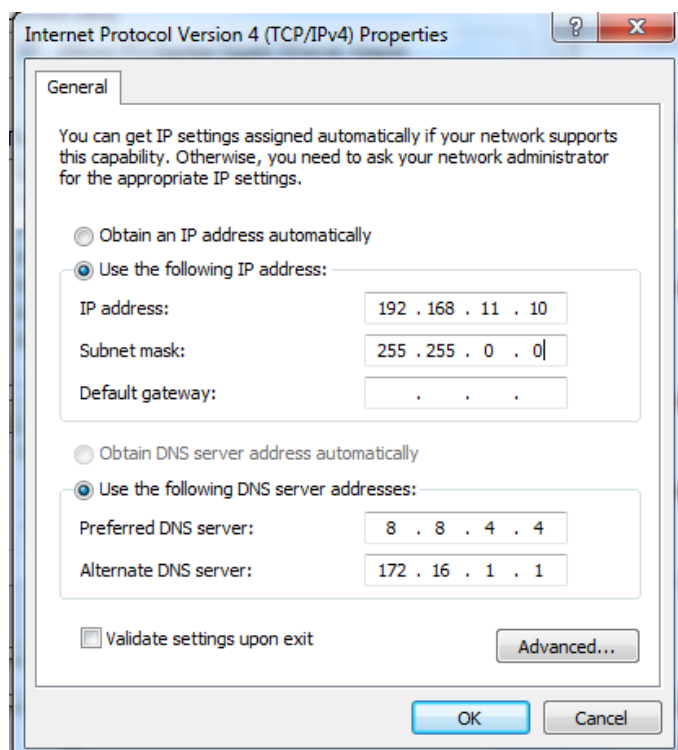 Internet Protocol Version 4 (TCP/IPv4) Properties
General
You can get IP settings assigned automatically if your network supports
this capability. Otherwise, you need to ask your network administrator
for the appropriate IP settings.
Obtain an IP address automatically
Use the following IP address:
IP address: 192 . 168 . 11 . 10
Subnet mask: 255 . 255 . 0 . 0
Default gateway: . . .
Obtain DNS server address automatically
Use the following DNS server addresses:
Preferred DNS server: 8 . 8 . 4 . 4
Alternate DNS server: 172 . 16 . 1 . 1
Validate settings upon exit
Advanced...
OK Cancel